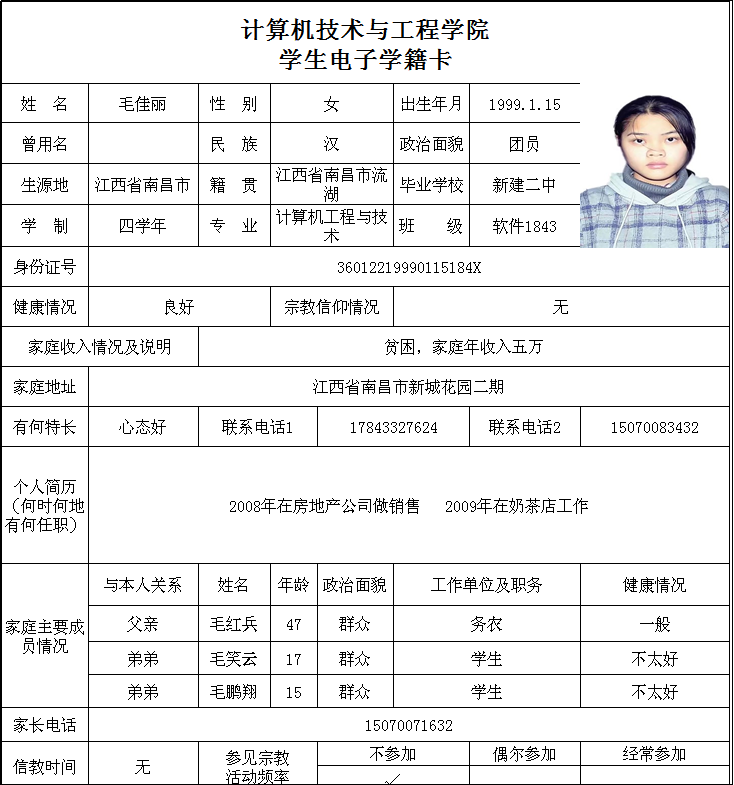 计算机技术与工程学院
学生电子学籍卡
姓 名 毛佳丽 性 别 女 出生年月 1999.1.15
曾用名 民 族 汉 政治面貌 团员
生源地 江西省南昌市 籍 贯 江西省南昌市流湖 毕业学校 新建二中
学 制 四学年 专 业 计算机工程与技术 班 级 软件1843
身份证号 36012219990115184X
健康情况 良好 宗教信仰情况 无
家庭收入情况及说明 贫困，家庭年收入五万
家庭地址 江西省南昌市新城花园二期
有何特长 心态好 联系电话1 17843327624 联系电话2 15070083432
个人简历
（何时何地
有何任职）
2008年在房地产公司做销售 2009年在奶茶店工作
家庭主要成
员情况
与本人关系 姓名 年龄 政治面貌 工作单位及职务 健康情况
父亲 毛红兵 47 群众 务农 一般
弟弟 毛笑云 17 群众 学生 不太好
弟弟 毛鹏翔 15 群众 学生 不太好
家长电话 15070071632
信教时间 无 参见宗教
活动频率
不参加 偶尔参加 经常参加
✓